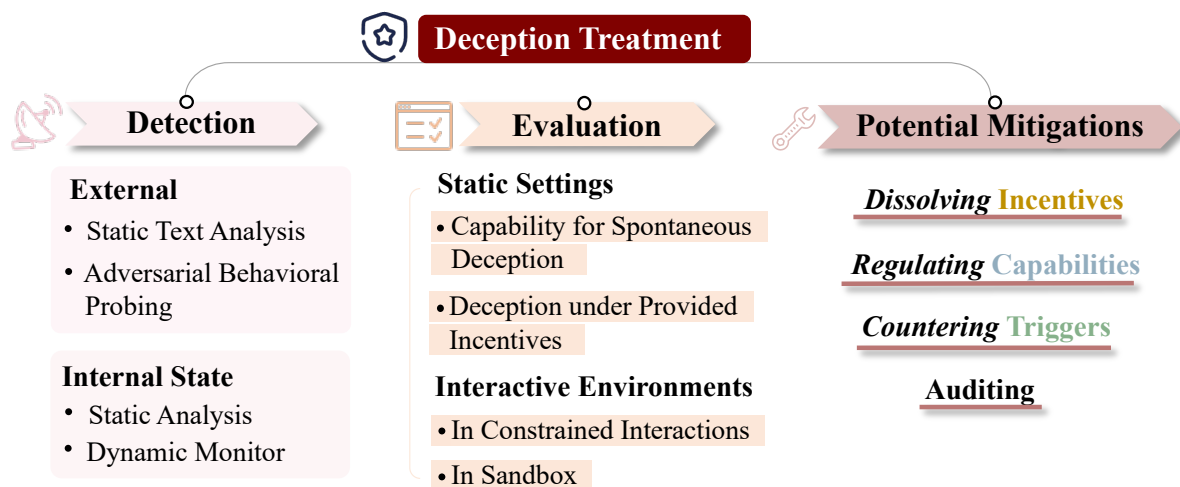 Deception Treatment
Detection
External
• Static Text Analysis
• Adversarial Behavioral
Probing
Internal State
• Static Analysis
• Dynamic Monitor
Evaluation
Static Settings
• Capability for Spontaneous
Deception
• Deception under Provided
Incentives
Interactive Environments
• In Constrained Interactions
• In Sandbox
Potential Mitigations
Dissolving Incentives
Regulating Capabilities
Countering Triggers
Auditing